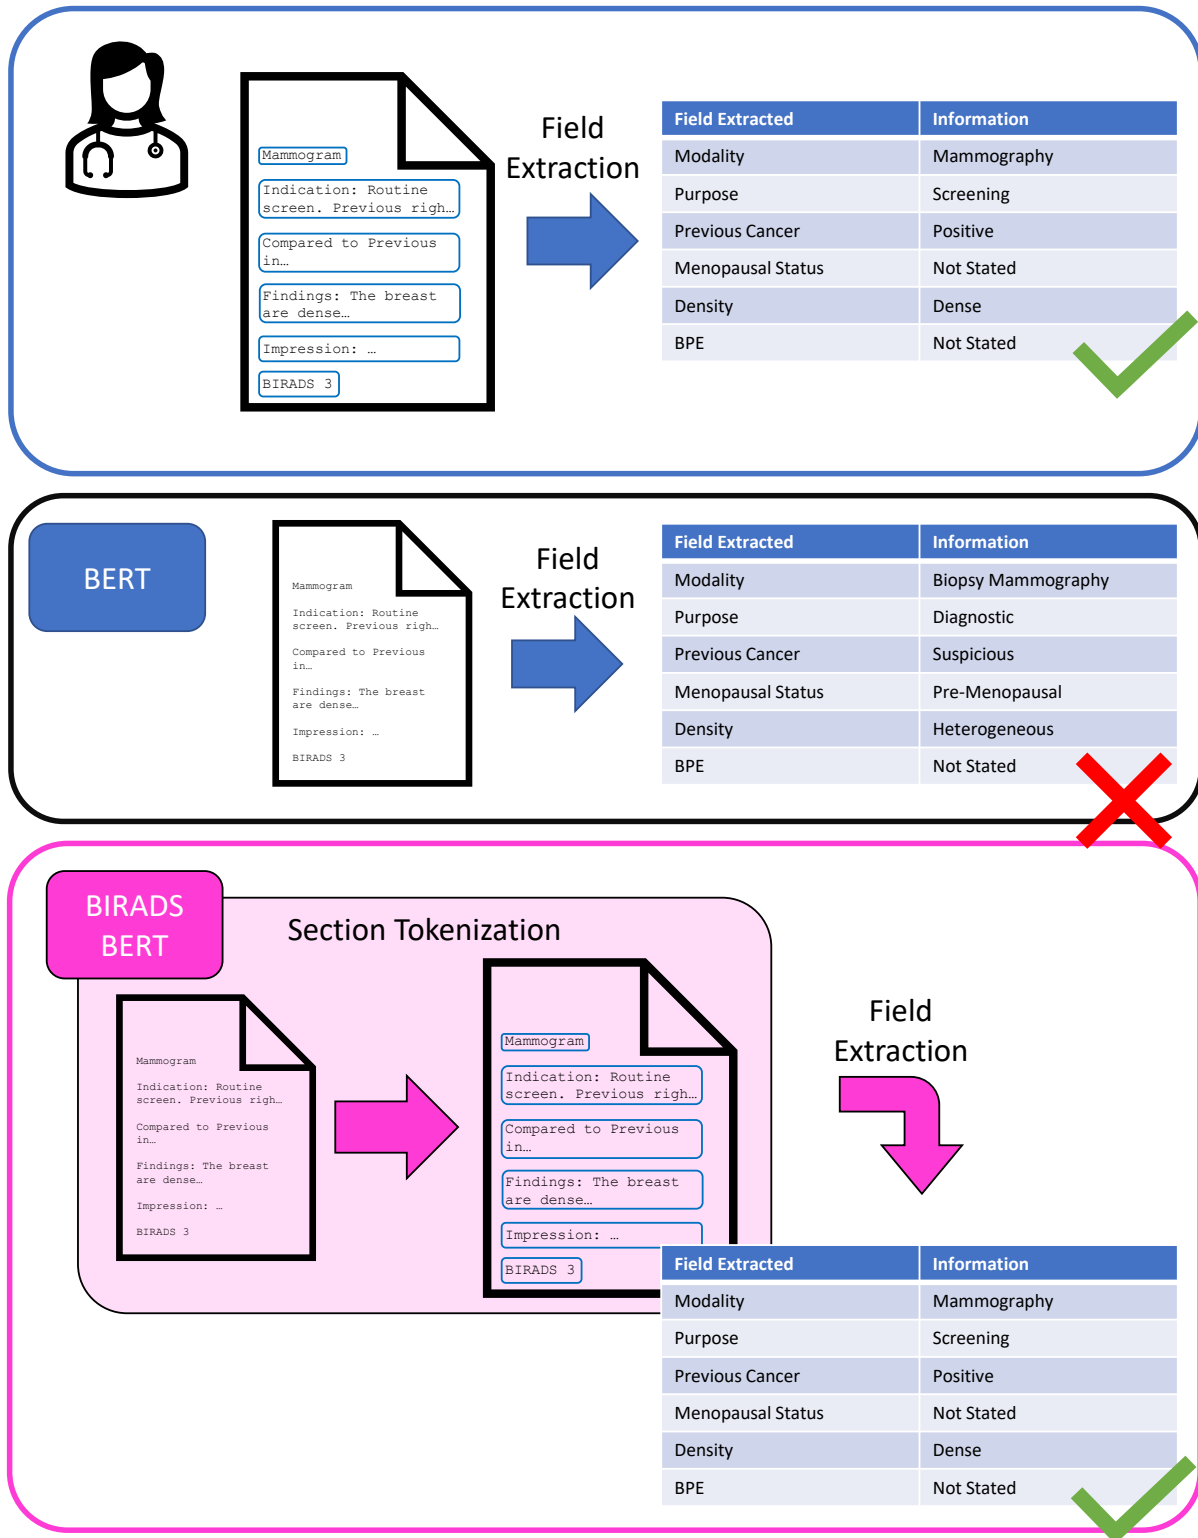 Mammogram
Indication: Routine
screen. Previous righ…
Compared to Previous
in…
Findings: The breast
are dense…
Impression: …
BIRADS 3
Field
Extraction
Field Extracted Information
Modality Mammography
Purpose Screening
Previous Cancer Positive
Menopausal Status Not Stated
Density Dense
BPE Not Stated
BERT
Mammogram
Indication: Routine
screen. Previous righ…
Compared to Previous
in…
Findings: The breast
are dense…
Impression: …
BIRADS 3
Field
Extraction
Field Extracted Information
Modality Biopsy Mammography
Purpose Diagnostic
Previous Cancer Suspicious
Menopausal Status Pre-Menopausal
Density Heterogeneous
BPE Not Stated
BIRADS
BERT
Section Tokenization
Mammogram
Indication: Routine
screen. Previous righ…
Compared to Previous
in…
Findings: The breast
are dense…
Impression: …
BIRADS 3
Mammogram
Indication: Routine
screen. Previous righ…
Compared to Previous
in…
Findings: The breast
are dense…
Impression: …
BIRADS 3
Field
Extraction
Field Extracted Information
Modality Mammography
Purpose Screening
Previous Cancer Positive
Menopausal Status Not Stated
Density Dense
BPE Not Stated